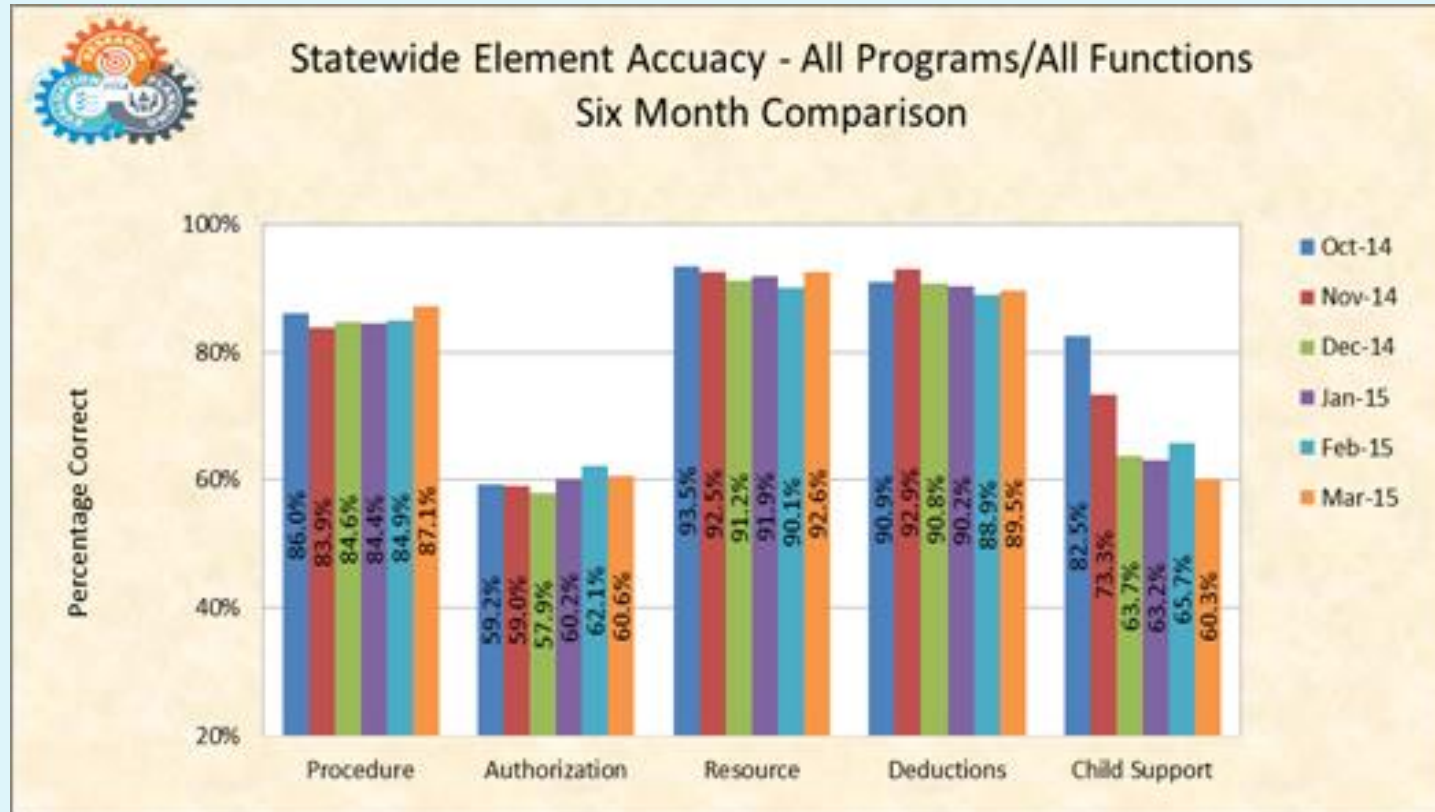 RESEARCH
Statewide Element Accuacy - All Programs/All Functions
Six Month Comparison
Percentage Correct
100%
80%
60%
40%
20%
86.0%
83.9%
84.6%
84.4%
84.9%
87.1%
59.2%
59.0%
57.9%
60.2%
62.1%
60.6%
93.5%
92.5%
91.2%
91.9%
90.1%
92.6%
90.9%
92.9%
90.8%
90.2%
88.9%
89.5%
82.5%
73.3%
63.7%
63.2%
65.7%
60.3%
Procedure
Authorization
Resource
Deductions
Child Support
Oct-14
Nov-14
Dec-14
Jan-15
Feb-15
Mar-15